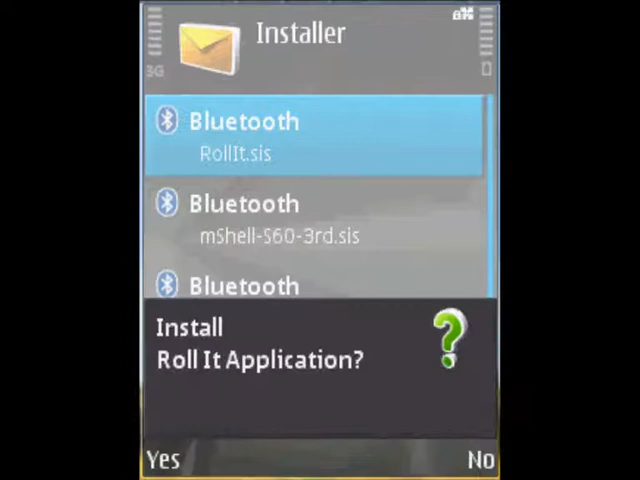 Installer
3G
Bluetooth
RollIt.sis
Bluetooth
mShell-S60-3rd.sis
Bluetooth
Install
Roll It Application?
Yes
No